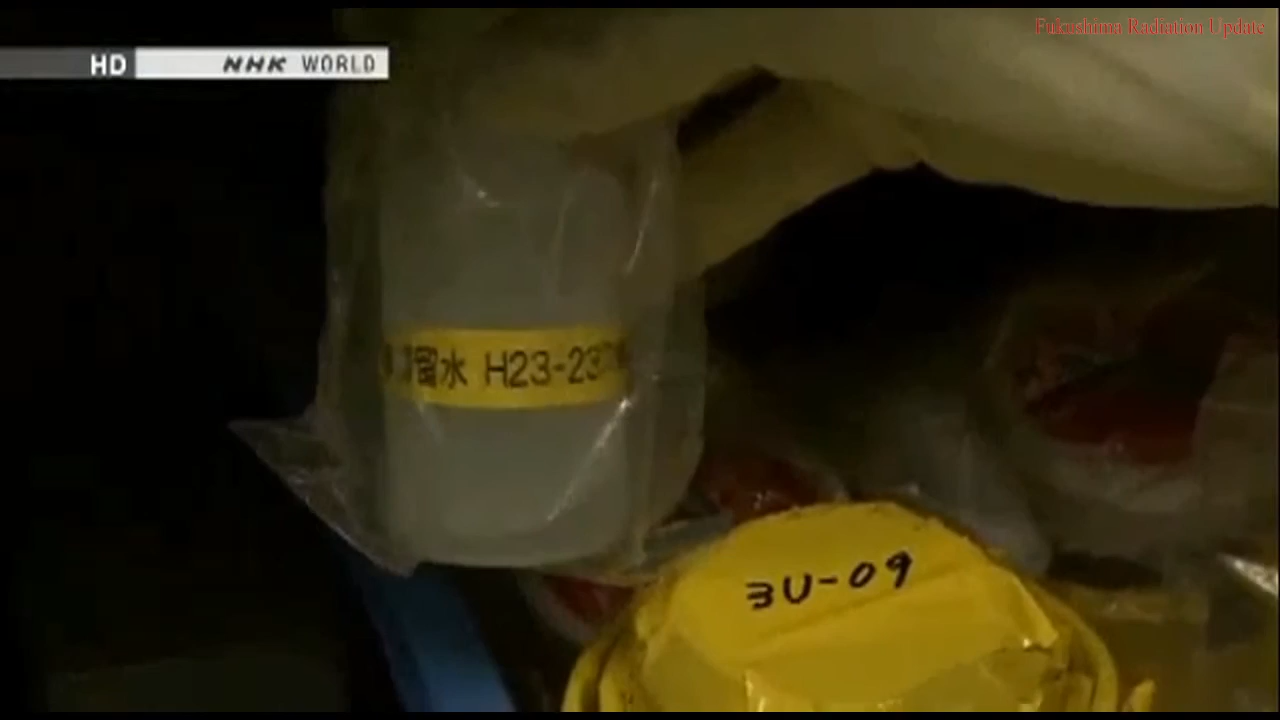 Fukushima Radiation Update
HD NHK WORLD
留水 H23-23
3U-09